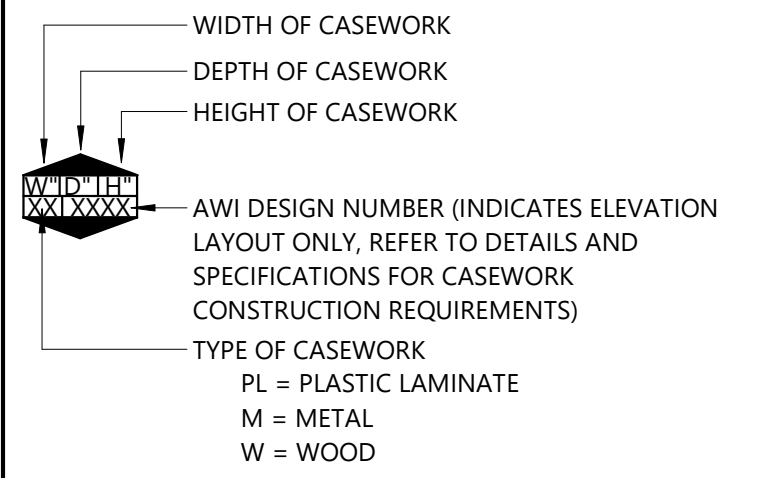 WIDTH OF CASEWORK
DEPTH OF CASEWORK
HEIGHT OF CASEWORK
W" D" H"
XX XXXX
AWI DESIGN NUMBER (INDICATES ELEVATION
LAYOUT ONLY, REFER TO DETAILS AND
SPECIFICATIONS FOR CASEWORK
CONSTRUCTION REQUIREMENTS)
TYPE OF CASEWORK
PL = PLASTIC LAMINATE
M = METAL
W = WOOD